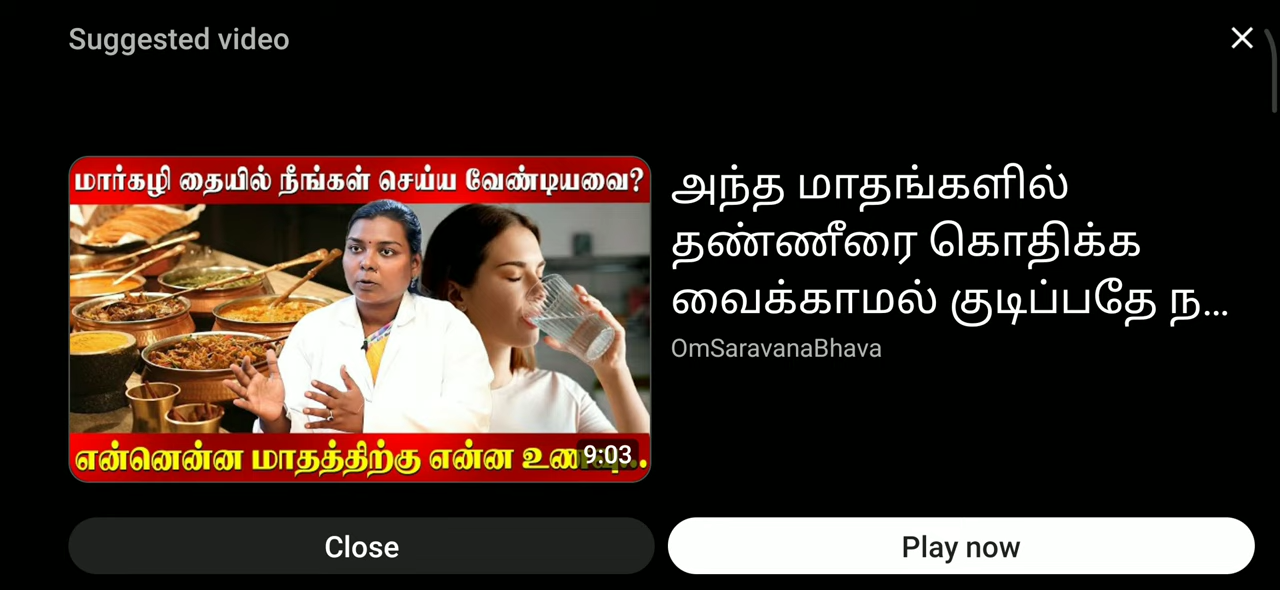 Suggested video
மார்கழி தையில் நீங்கள் செய்ய வேண்டியவை?
என்னென்ன மாதத்திற்கு என்ன
9:03
அந்த மாதங்களில்
தண்ணீரை கொதிக்க
வைக்காமல் குடிப்பதே ந...
OmSaravanaBhava
Close
Play now